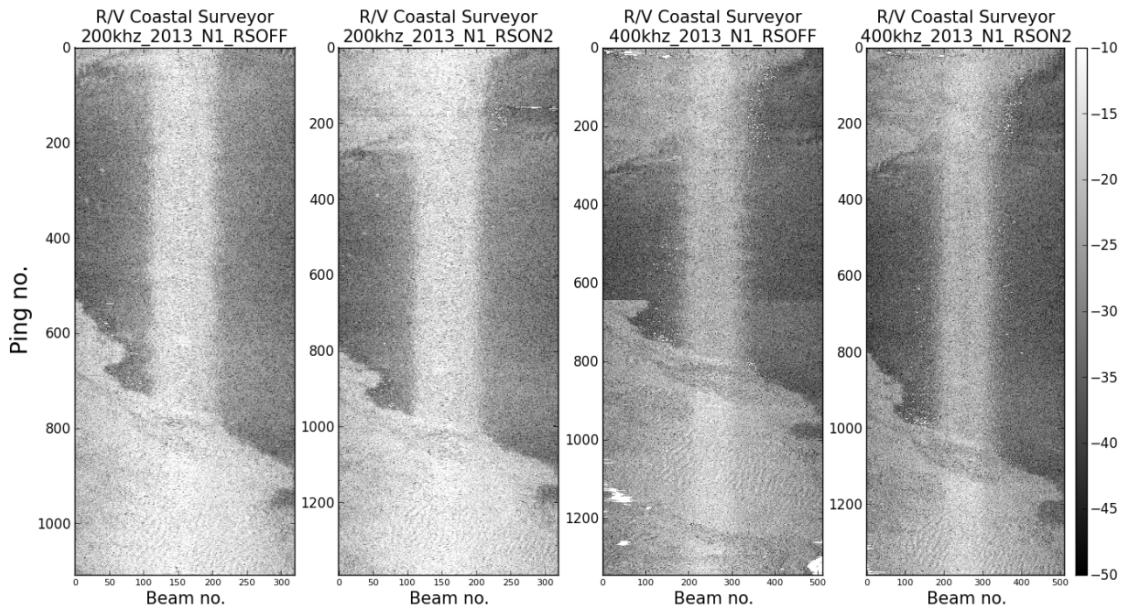 R/V Coastal Surveyor
200khz_2013_N1_RSOFF
R/V Coastal Surveyor
200khz_2013_N1_RSON2
R/V Coastal Surveyor
400khz_2013_N1_RSOFF
R/V Coastal Surveyor
400khz_2013_N1_RSON2
Ping no.
0
200
400
600
800
1000
0 50 100 150 200 250 300
Beam no.
0
200
400
600
800
1000
1200
0 50 100 150 200 250 300
Beam no.
0
200
400
600
800
1000
1200
0 100 200 300 400 500
Beam no.
0
200
400
600
800
1000
1200
0 100 200 300 400 500
Beam no.
−10
−15
−20
−25
−30
−35
−40
−45
−50